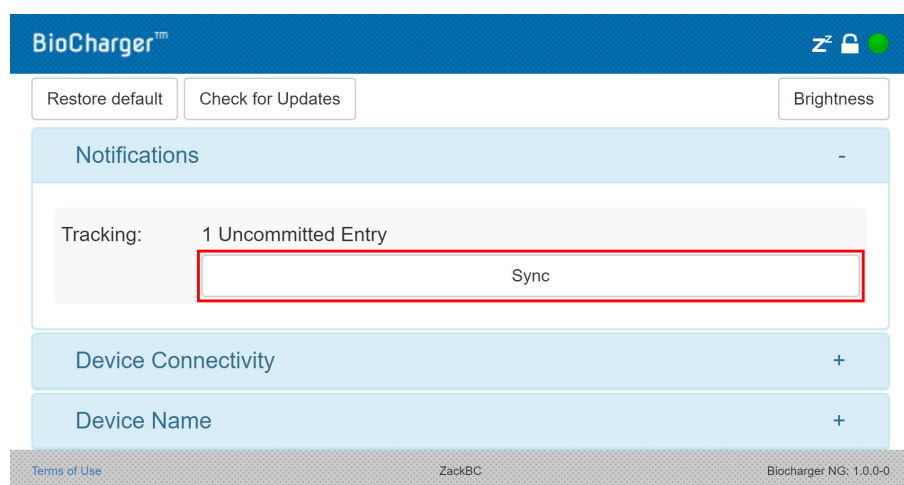 BioCharger™ Zz
Restore default Check for Updates Brightness
Notifications -
Tracking: 1 Uncommitted Entry
Sync
Device Connectivity +
Device Name +
Terms of Use ZackBC Biocharger NG: 1.0.0-0